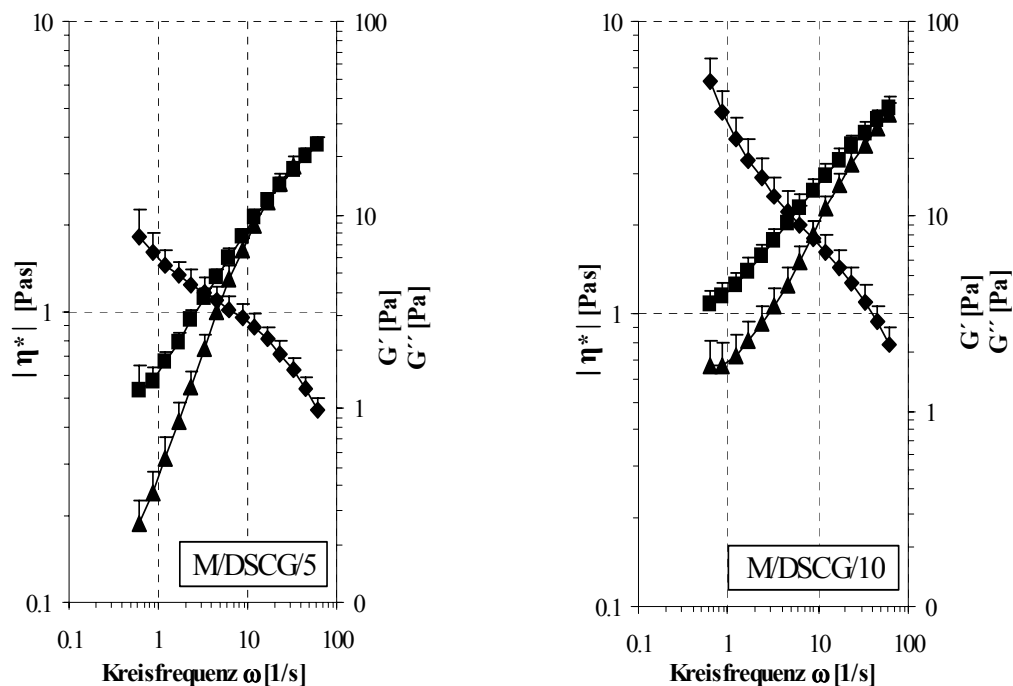 10
1
0.1
| η* | [Pas]
100
10
1
0
G´ [Pa]
G´´ [Pa]
M/DSCG/5
0.1 1 10 100
Kreisfrequenz ω [1/s]
10
1
0.1
| η* | [Pas]
100
10
1
0
G´ [Pa]
G´´ [Pa]
M/DSCG/10
0.1 1 10 100
Kreisfrequenz ω [1/s]